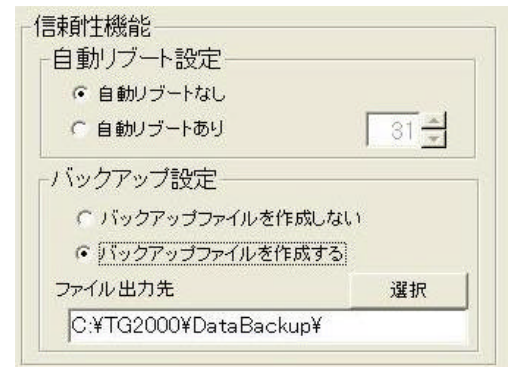 信頼性機能
自動リブート設定
自動リブートなし
自動リブートあり 31
バックアップ設定
バックアップファイルを作成しない
バックアップファイルを作成する
ファイル出力先 選択
C:¥TG2000¥DataBackup¥